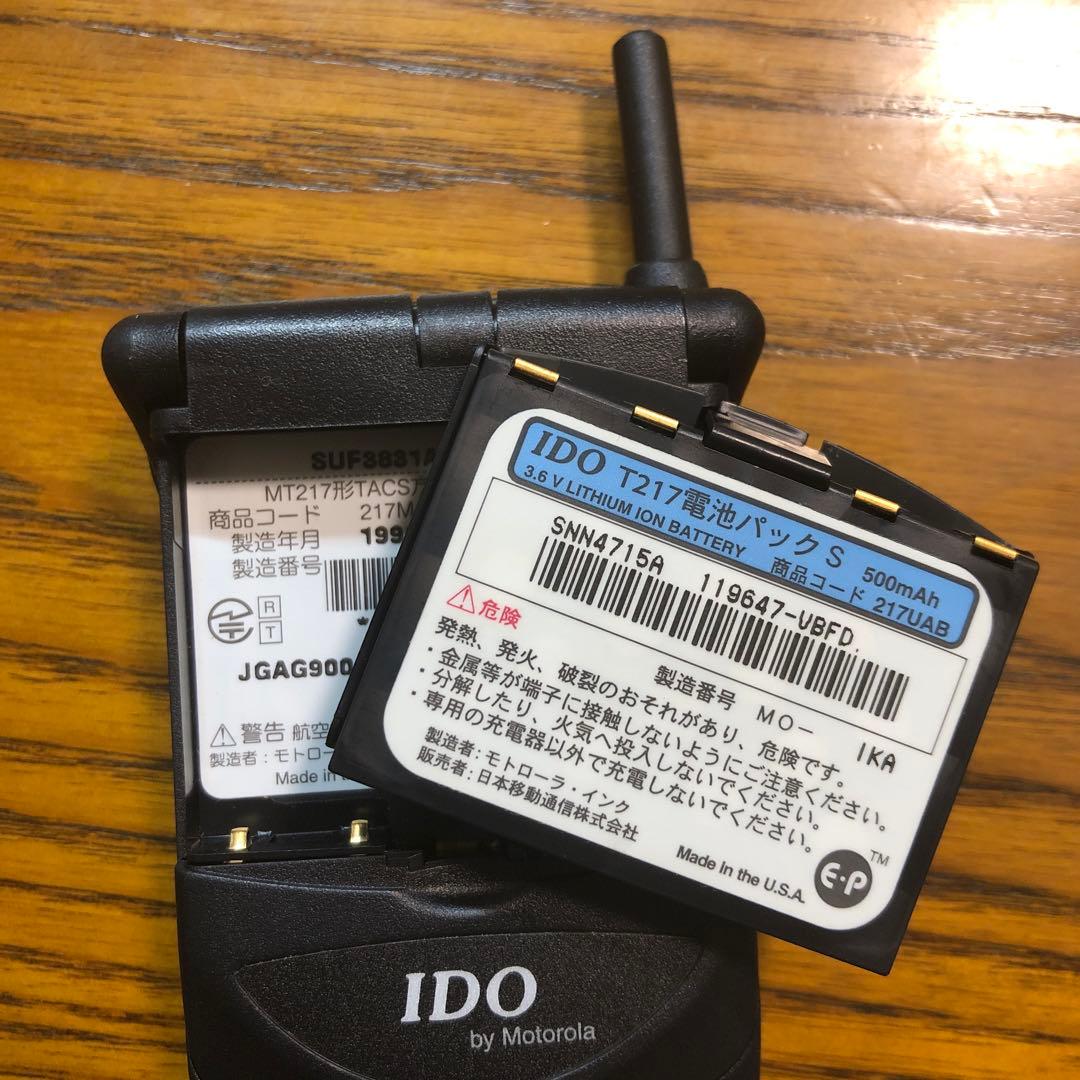 SUF3831A
MT217形TACS方
商品コード 217M
製造年月 199
製造番号
R
T
JGAG900
警告 航空
製造者:モトロー
Made in
IDO T217電池パックS 500mAh
3.6 V LITHIUM ION BATTERY 商品コード 217UAB
SNN4715A 119647-VBFD.
製造番号 MO- IKA
危険
発熱、発火、破裂のおそれがあり、危険です。
・金属等が端子に接触しないようにご注意ください。
・分解したり、火気へ投入しないでください。
・専用の充電器以外で充電しないでください。
製造者:モトローラ・インク
販売者:日本移動通信株式会社
Made in the U.S.A.
E·P TM
IDO
by Motorola